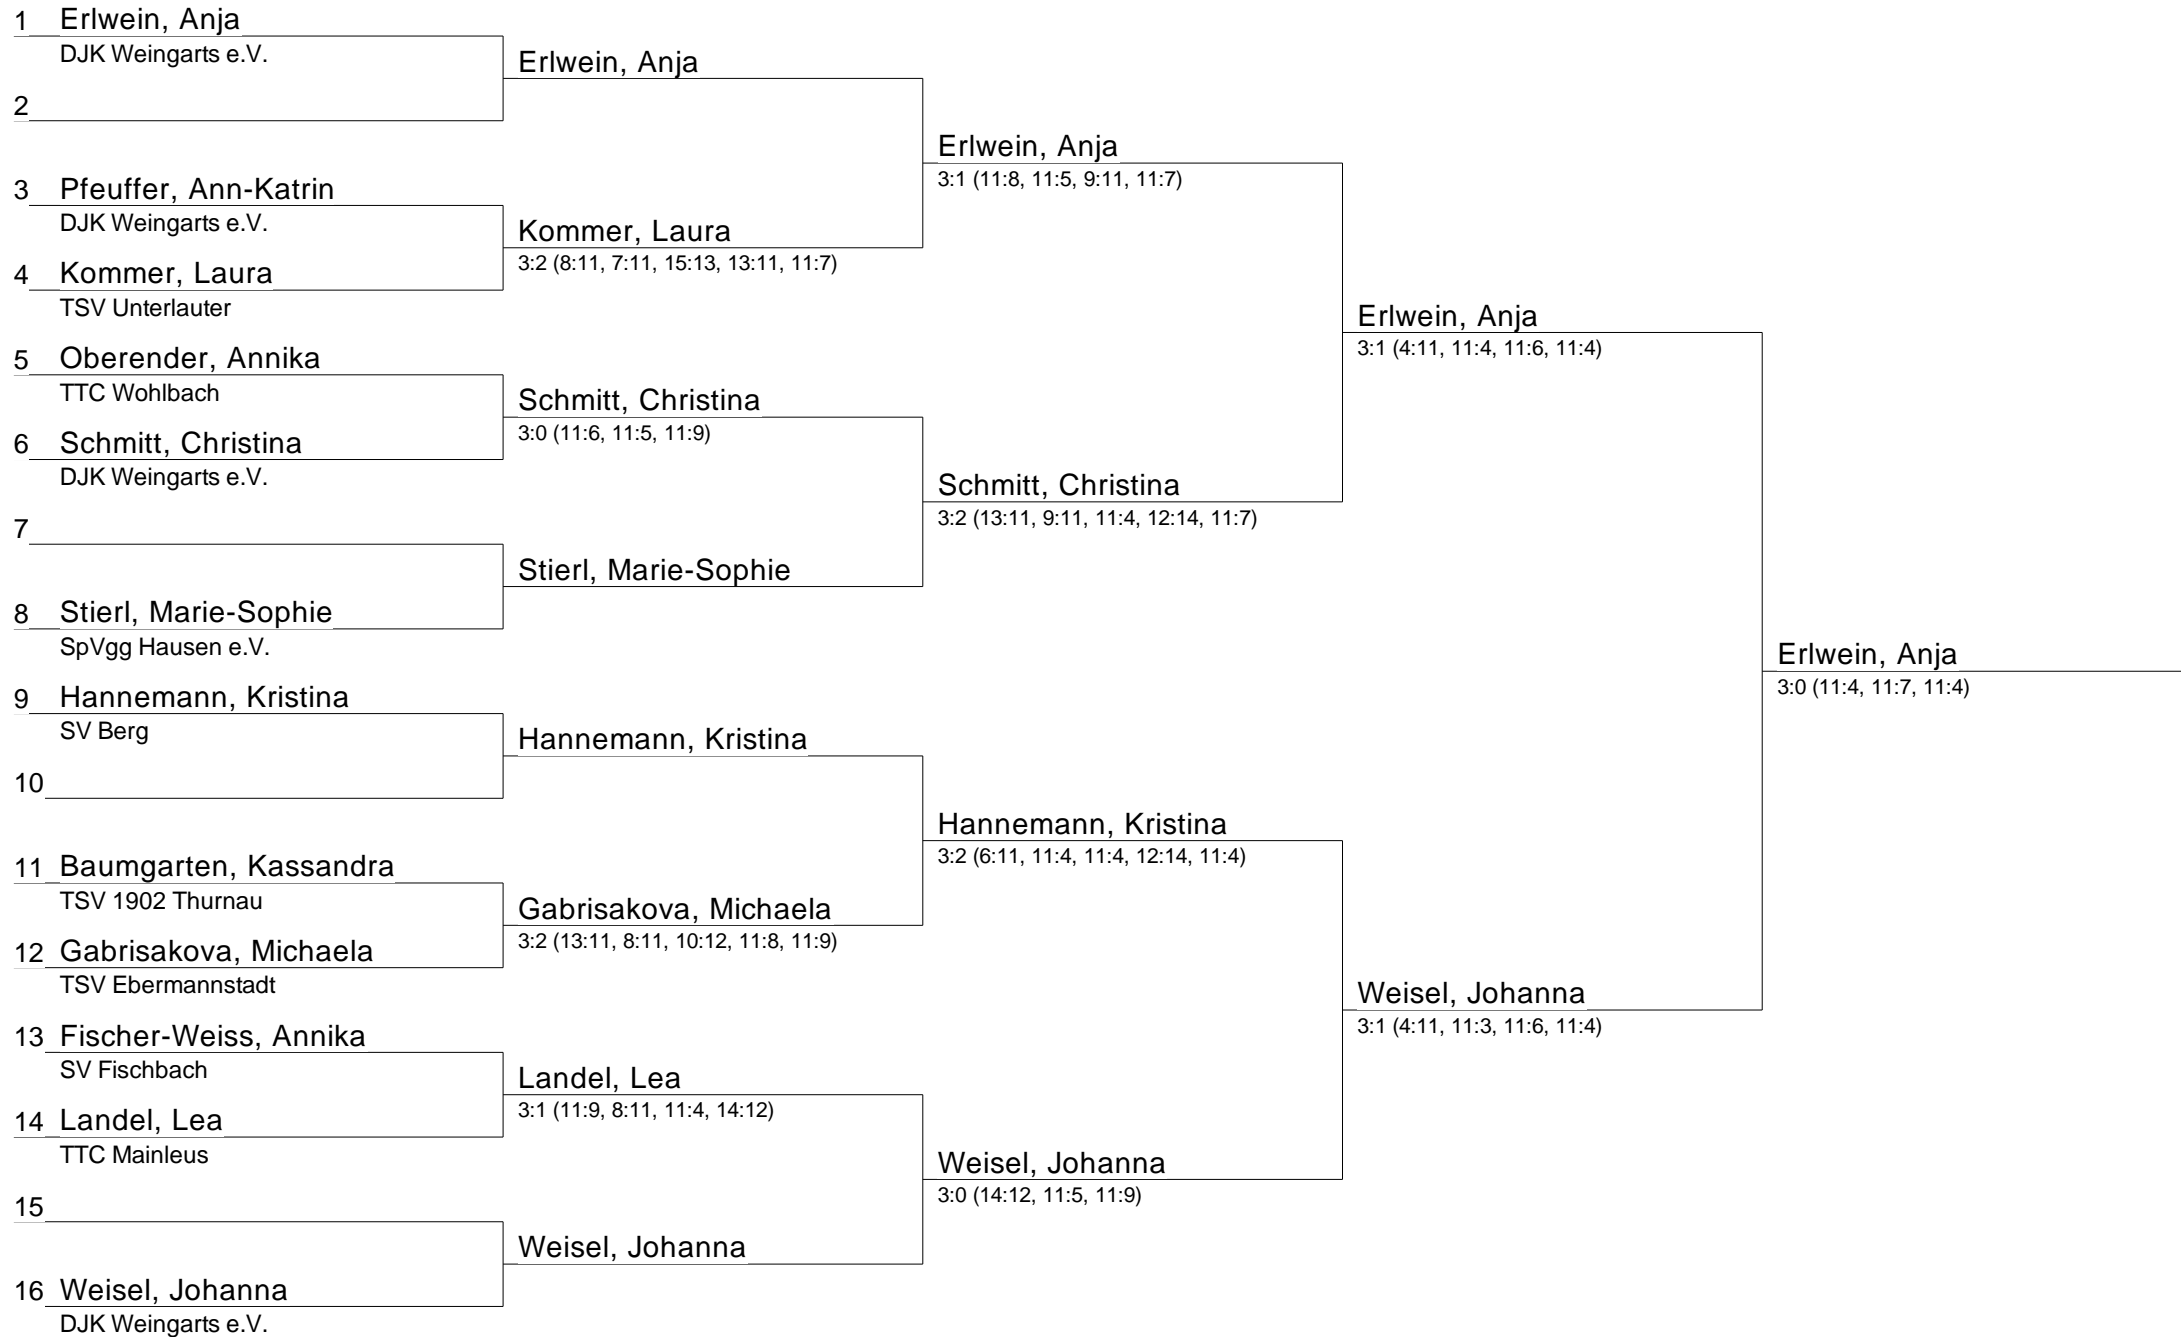 1 Erlwein, Anja
DJK Weingarts e.V.
Erlwein, Anja
2
Erlwein, Anja
3:1 (11:8, 11:5, 9:11, 11:7)
3 Pfeuffer, Ann-Katrin
DJK Weingarts e.V.
Kommer, Laura
3:2 (8:11, 7:11, 15:13, 13:11, 11:7)
4 Kommer, Laura
TSV Unterlauter
Erlwein, Anja
3:1 (4:11, 11:4, 11:6, 11:4)
5 Oberender, Annika
TTC Wohlbach
Schmitt, Christina
3:0 (11:6, 11:5, 11:9)
6 Schmitt, Christina
DJK Weingarts e.V.
Schmitt, Christina
3:2 (13:11, 9:11, 11:4, 12:14, 11:7)
7
Stierl, Marie-Sophie
8 Stierl, Marie-Sophie
SpVgg Hausen e.V.
Erlwein, Anja
3:0 (11:4, 11:7, 11:4)
9 Hannemann, Kristina
SV Berg
Hannemann, Kristina
10
Hannemann, Kristina
3:2 (6:11, 11:4, 11:4, 12:14, 11:4)
11 Baumgarten, Kassandra
TSV 1902 Thurnau
Gabrisakova, Michaela
3:2 (13:11, 8:11, 10:12, 11:8, 11:9)
12 Gabrisakova, Michaela
TSV Ebermannstadt
Weisel, Johanna
3:1 (4:11, 11:3, 11:6, 11:4)
13 Fischer-Weiss, Annika
SV Fischbach
Landel, Lea
3:1 (11:9, 8:11, 11:4, 14:12)
14 Landel, Lea
TTC Mainleus
Weisel, Johanna
3:0 (14:12, 11:5, 11:9)
15
Weisel, Johanna
16 Weisel, Johanna
DJK Weingarts e.V.